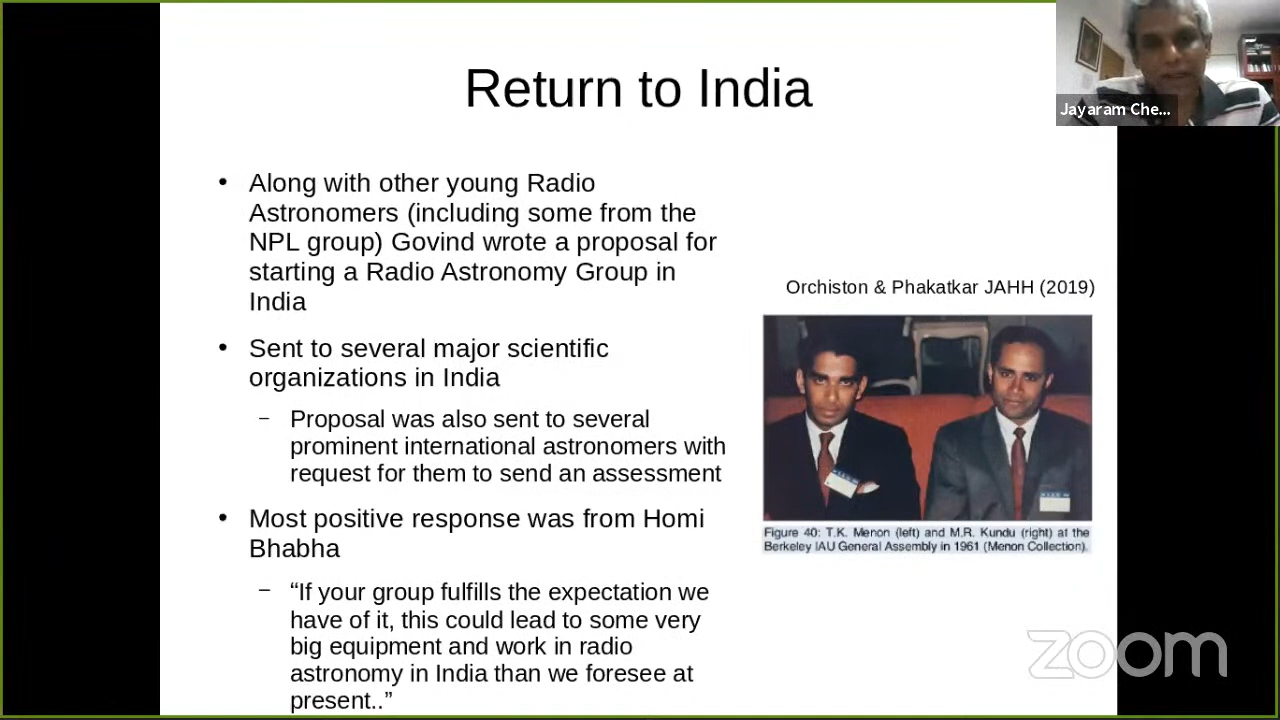 Return to India
Jayaram Che...
• Along with other young Radio
Astronomers (including some from the
NPL group) Govind wrote a proposal for
starting a Radio Astronomy Group in
India
• Sent to several major scientific
organizations in India
– Proposal was also sent to several
prominent international astronomers with
request for them to send an assessment
• Most positive response was from Homi
Bhabha
– “If your group fulfills the expectation we
have of it, this could lead to some very
big equipment and work in radio
astronomy in India than we foresee at
present..”
Orchiston & Phakatkar JAHH (2019)
Figure 40: T.K. Menon (left) and M.R. Kundu (right) at the
Berkeley IAU General Assembly in 1961 (Menon Collection).
zoom